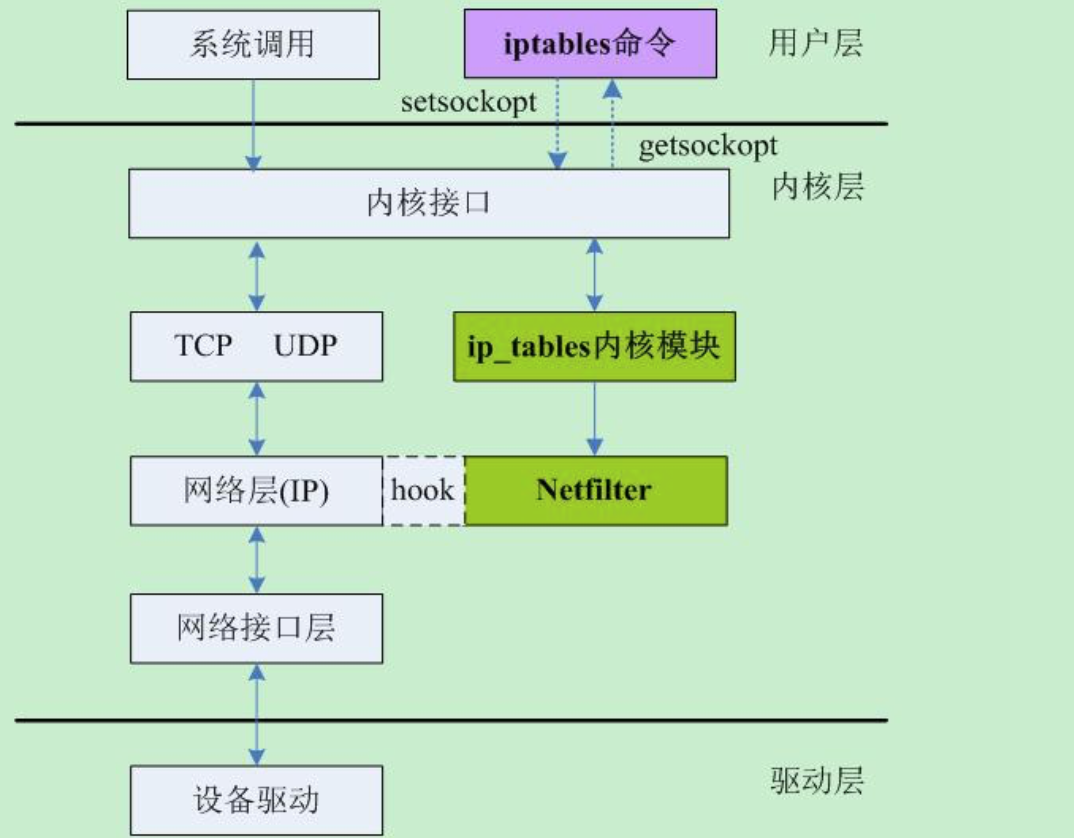 系统调用
iptables命令
用户层
setsockopt
getsockopt
内核层
内核接口
TCP UDP
ip_tables内核模块
网络层(IP)
hook
Netfilter
网络接口层
驱动层
设备驱动